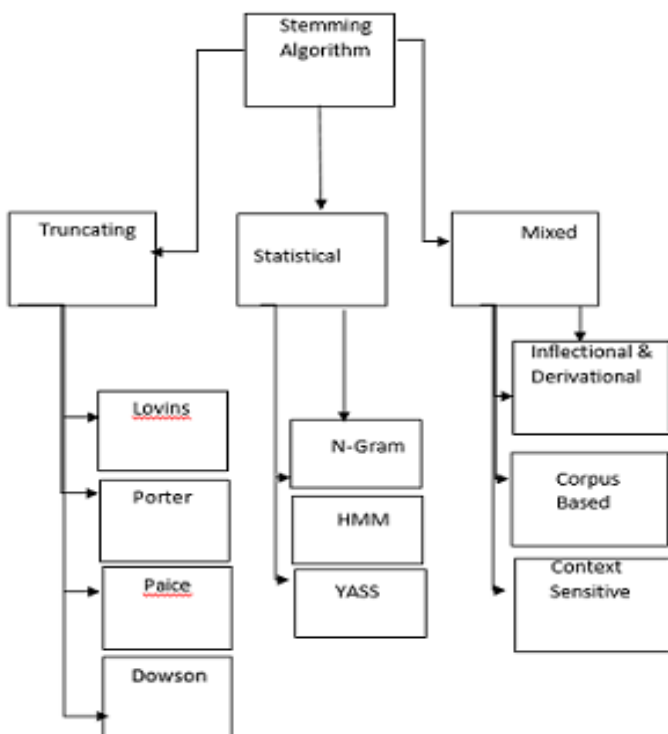 Stemming
Algorithm
Truncating
Statistical
Mixed
Lovins
Porter
Paice
Dowson
N-Gram
HMM
YASS
Inflectional &
Derivational
Corpus
Based
Context
Sensitive